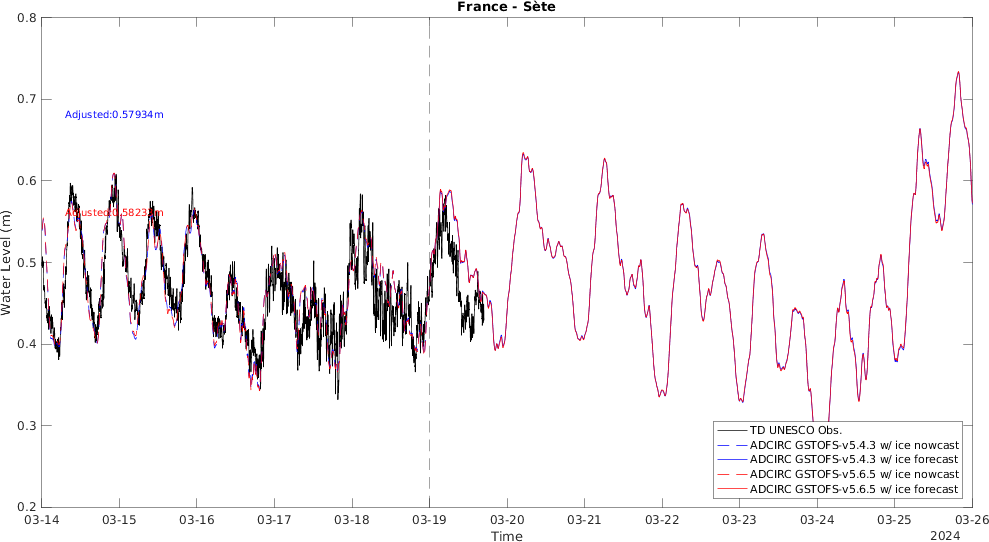 France - Sète
0.8
0.7
0.6
0.5
0.4
0.3
0.2
Water Level (m)
Adjusted:0.57934m
TD UNESCO Obs.
ADCIRC GSTOFS-v5.4.3 w/ ice nowcast
ADCIRC GSTOFS-v5.4.3 w/ ice forecast
ADCIRC GSTOFS-v5.6.5 w/ ice nowcast
ADCIRC GSTOFS-v5.6.5 w/ ice forecast
03-14 03-15 03-16 03-17 03-18 03-19 03-20 03-21 03-22 03-23 03-24 03-25 03-26
Time
2024